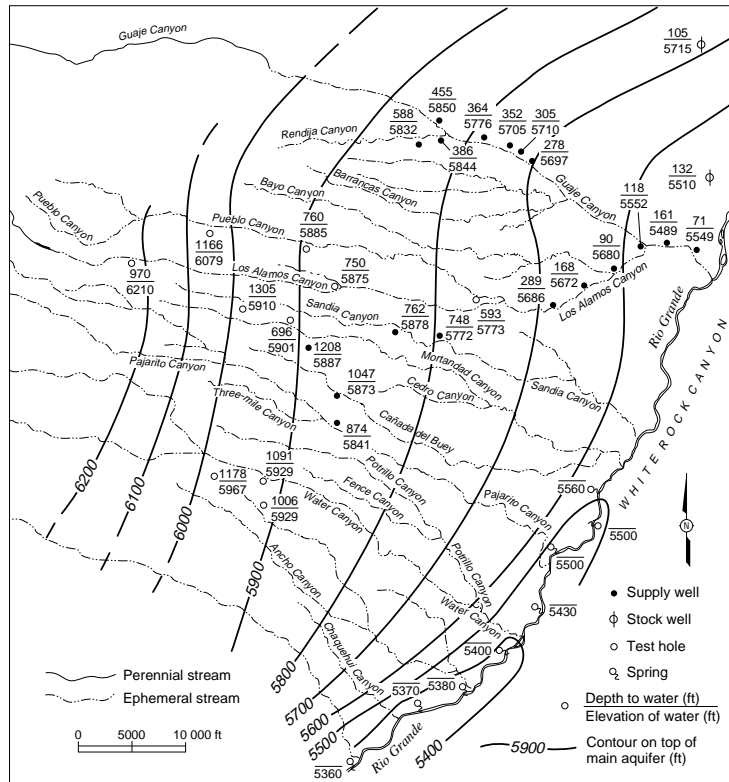 Guaje Canyon
105
5715
455
5850
364
5776
352
5705
305
5710
588
5832
Rendija Canyon
386
5844
278
5697
Barrancas Canyon
Guaje Canyon
132
5510
Bayo Canyon
118
5552
161
5489
71
5549
Pueblo Canyon
Pueblo Canyon
760
5885
1166
6079
90
5680
970
6210
Los Alamos Canyon
750
5875
168
5672
289
5686
Los Alamos Canyon
1305
5910
Sandia Canyon
762
5878
748
5772
593
5773
Rio Grande
696
5901
1208
5887
Mortandad Canyon
Pajarito Canyon
1047
5873
Cedro Canyon
Sandia Canyon
WHITE ROCK CANYON
Three-mile Canyon
874
5841
Cañada del Buey
1091
5929
1178
5967
Potrillo Canyon
Fence Canyon
Water Canyon
1006
5929
Pajarito Canyon
5560
5500
5500
6200
6100
6000
5900
Ancho Canyon
Potrillo Canyon
Water Canyon
5430
5400
Chaquehui Canyon
5380
5370
5800
5700
5600
5500
5400
Rio Grande
5360
N
Supply well
Stock well
Test hole
Spring
Depth to water (ft)
Elevation of water (ft)
5900
Contour on top of
main aquifer (ft)
Perennial stream
Ephemeral stream
0 5000 10 000 ft